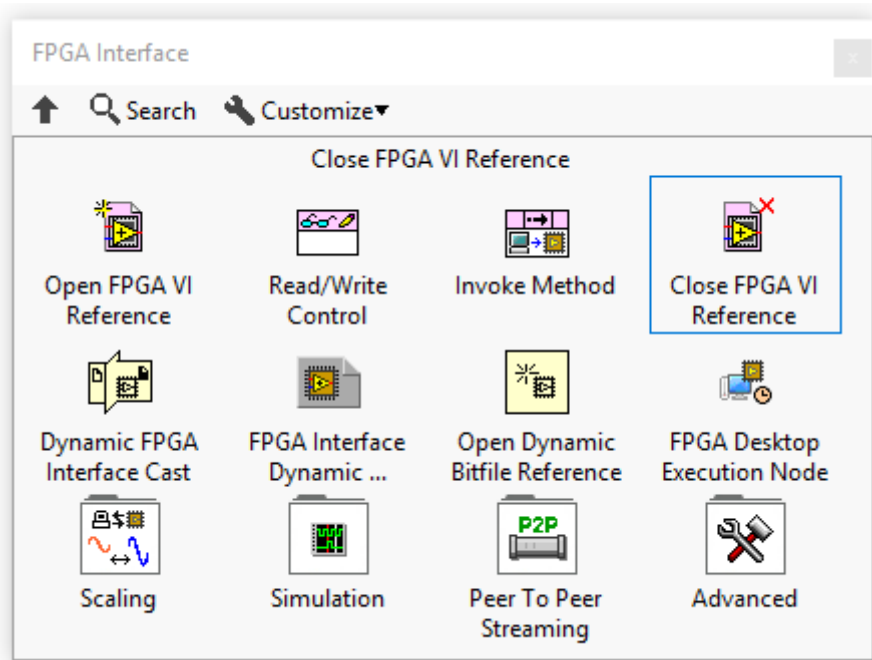 FPGA Interface
x
Search Customize▾
Close FPGA VI Reference
Open FPGA VI
Reference
Read/Write
Control
Invoke Method
Close FPGA VI
Reference
Dynamic FPGA
Interface Cast
FPGA Interface
Dynamic ...
Open Dynamic
Bitfile Reference
FPGA Desktop
Execution Node
Scaling
Simulation
P2P
Peer To Peer
Streaming
Advanced